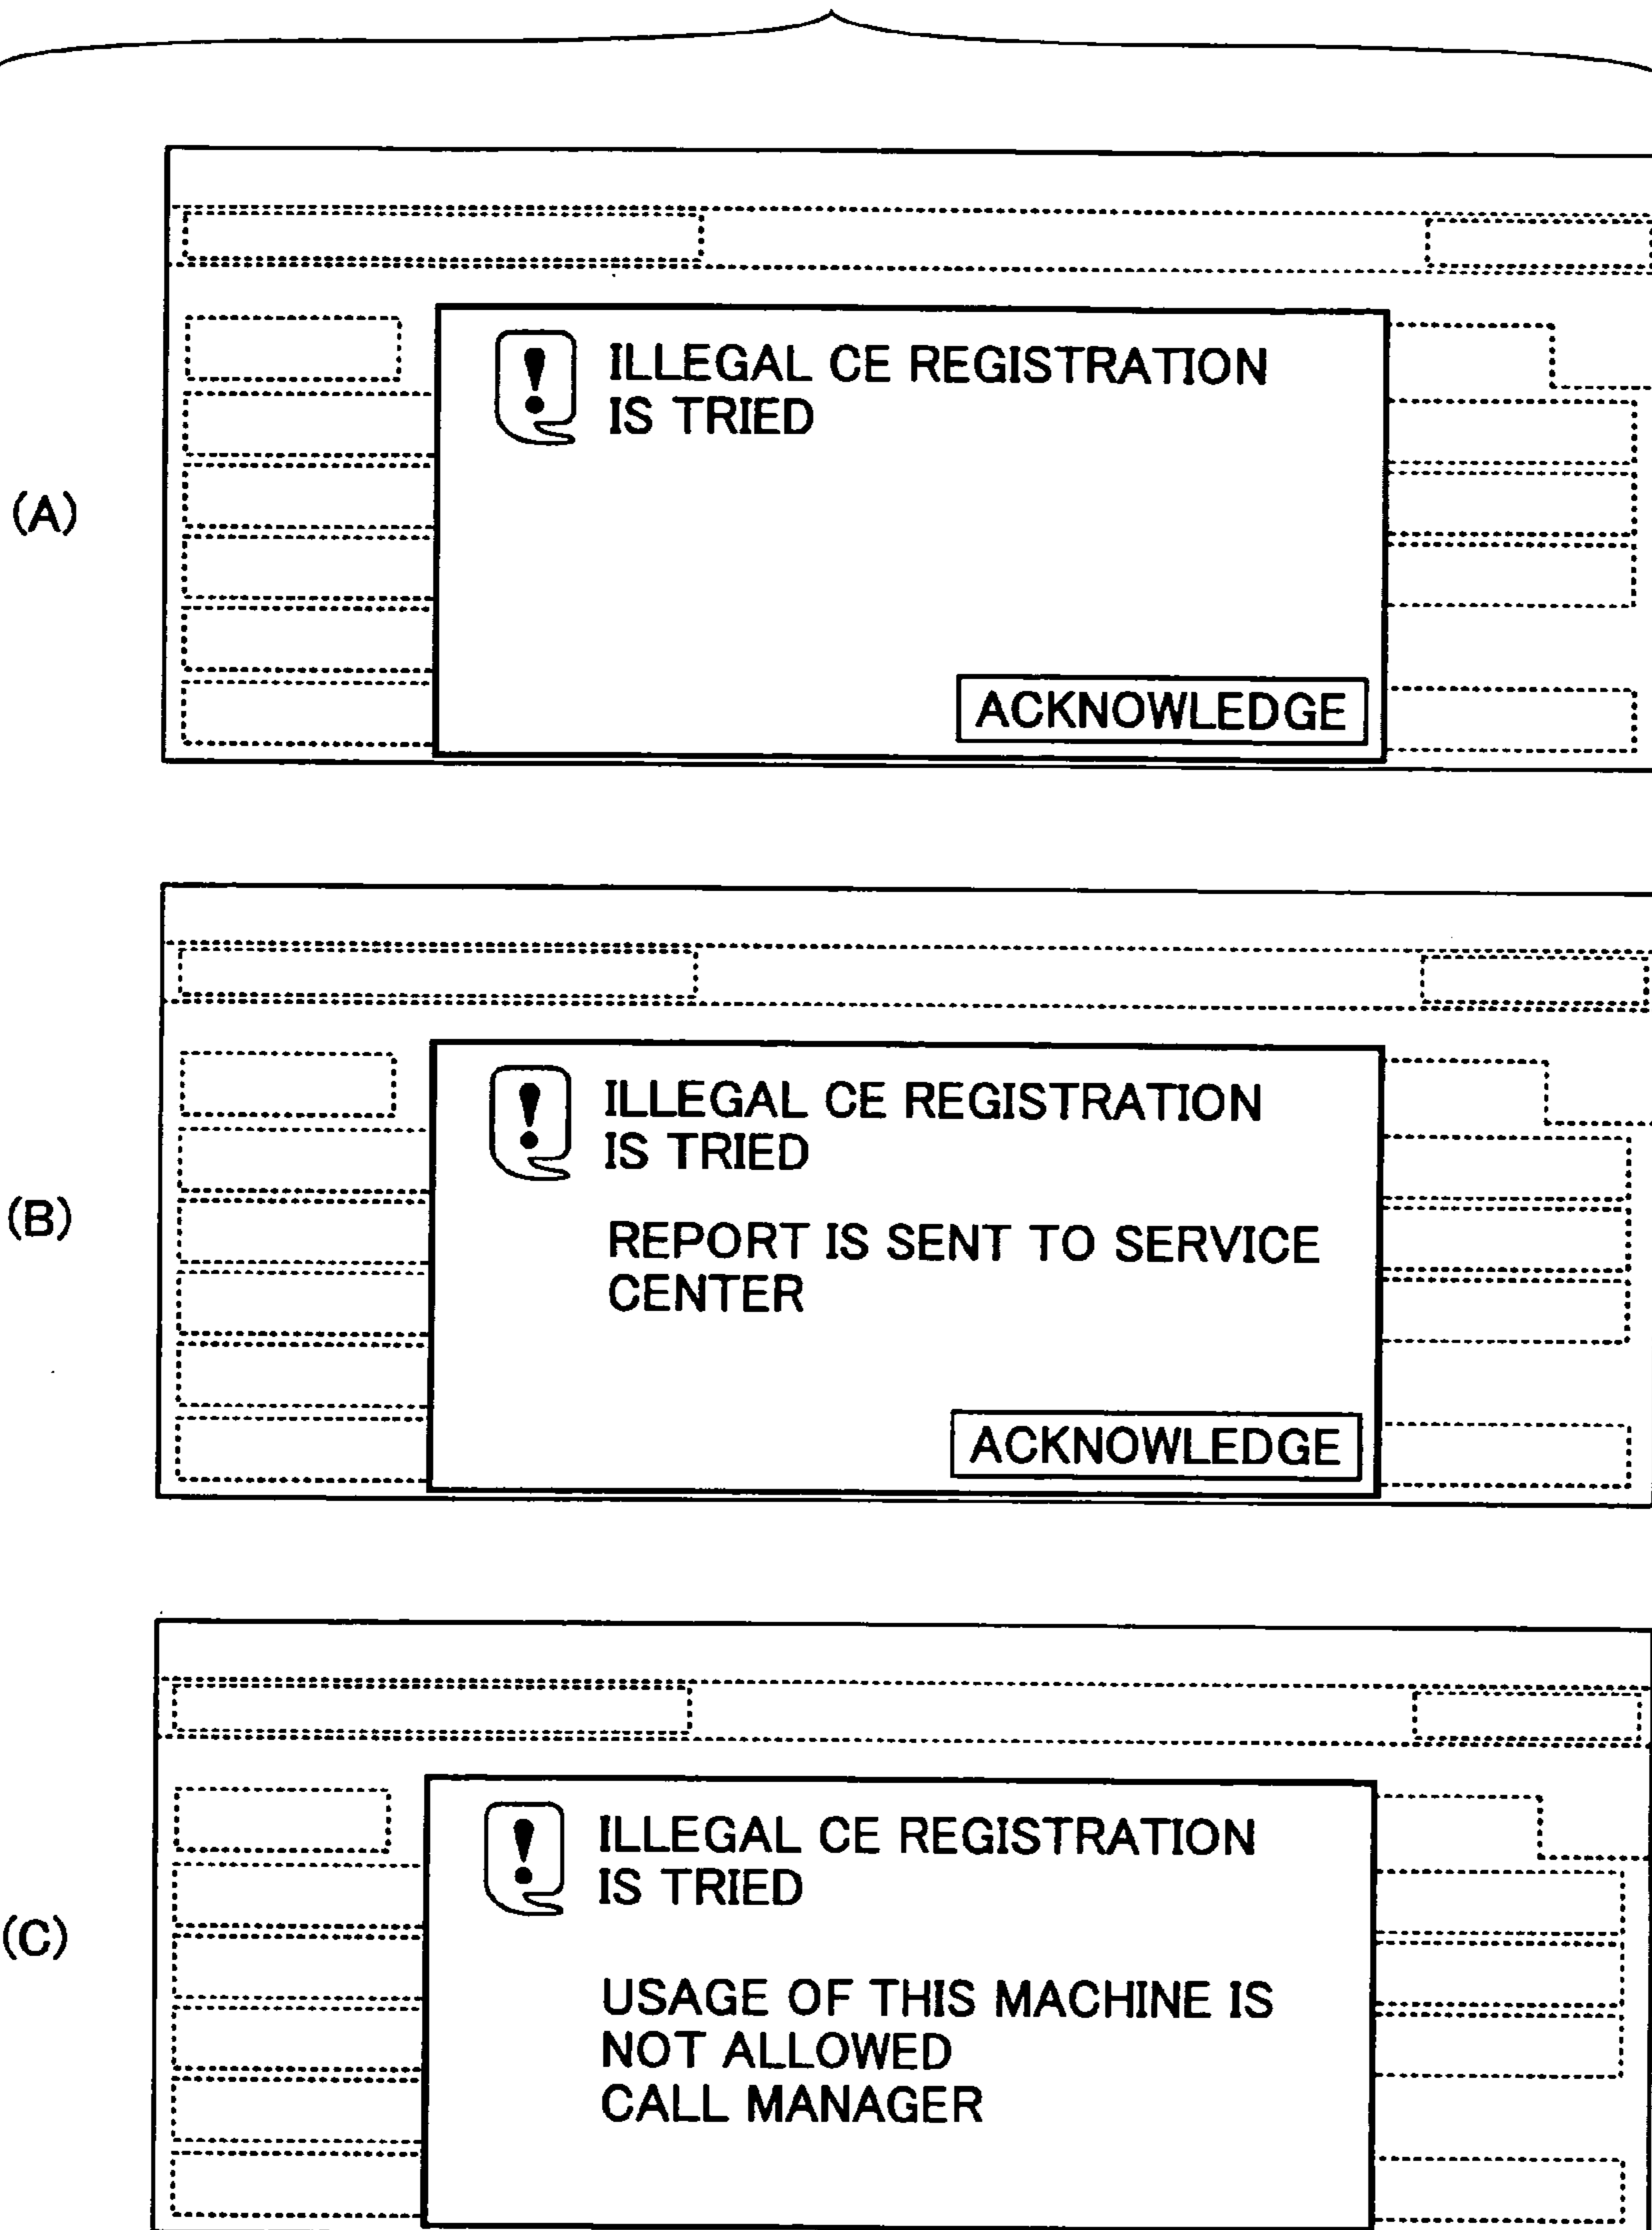 (A)
ILLEGAL CE REGISTRATION
IS TRIED
ACKNOWLEDGE
(B)
ILLEGAL CE REGISTRATION
IS TRIED
REPORT IS SENT TO SERVICE
CENTER
ACKNOWLEDGE
(C)
ILLEGAL CE REGISTRATION
IS TRIED
USAGE OF THIS MACHINE IS
NOT ALLOWED
CALL MANAGER